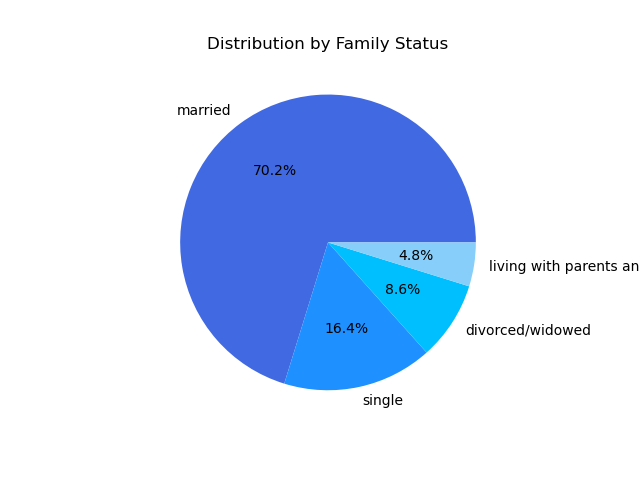 Distribution by Family Status
married
70.2%
4.8%
living with parents an
8.6%
divorced/widowed
16.4%
single